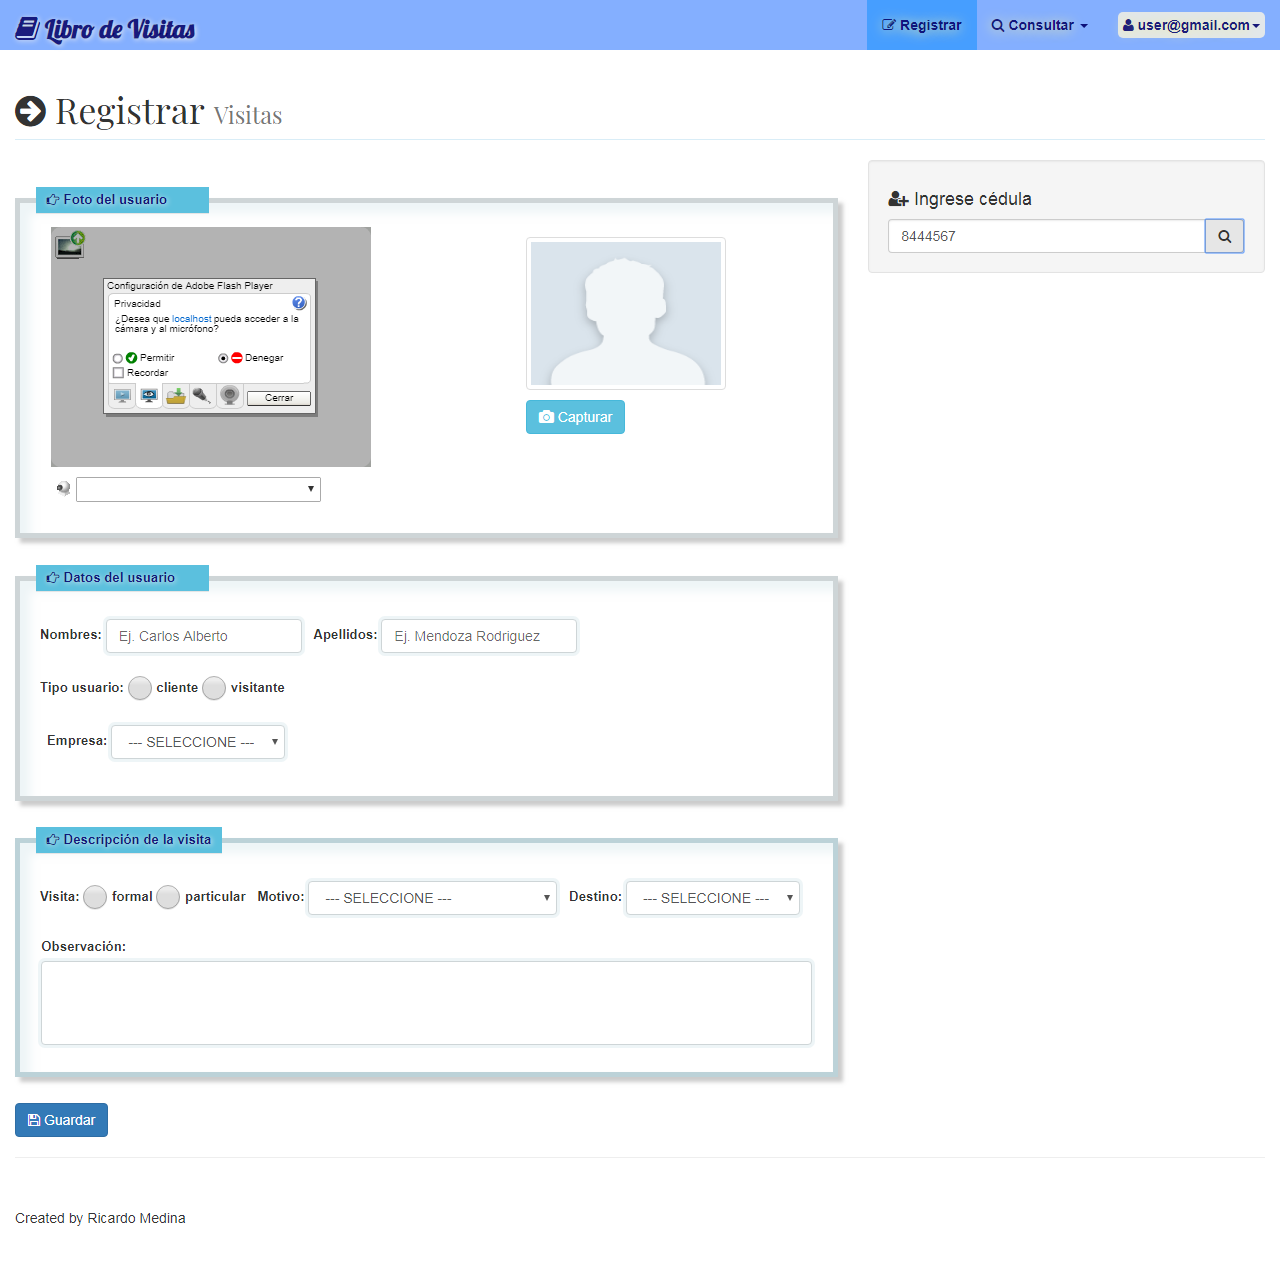 Libro de Visitas
Registrar
Consultar
user@gmail.com
Registrar Visitas
Foto del usuario
Configuración de Adobe Flash Player
Privacidad
¿Desea que localhost pueda acceder a la
cámara y al micrófono?
Permitir
Denegar
Recordar
Cerrar
Capturar
Ingrese cédula
8444567
Datos del usuario
Nombres: Ej. Carlos Alberto Apellidos: Ej. Mendoza Rodriguez
Tipo usuario: cliente visitante
Empresa: --- SELECCIONE ---
Descripción de la visita
Visita: formal particular Motivo: --- SELECCIONE --- Destino: --- SELECCIONE ---
Observación:
Guardar
Created by Ricardo Medina